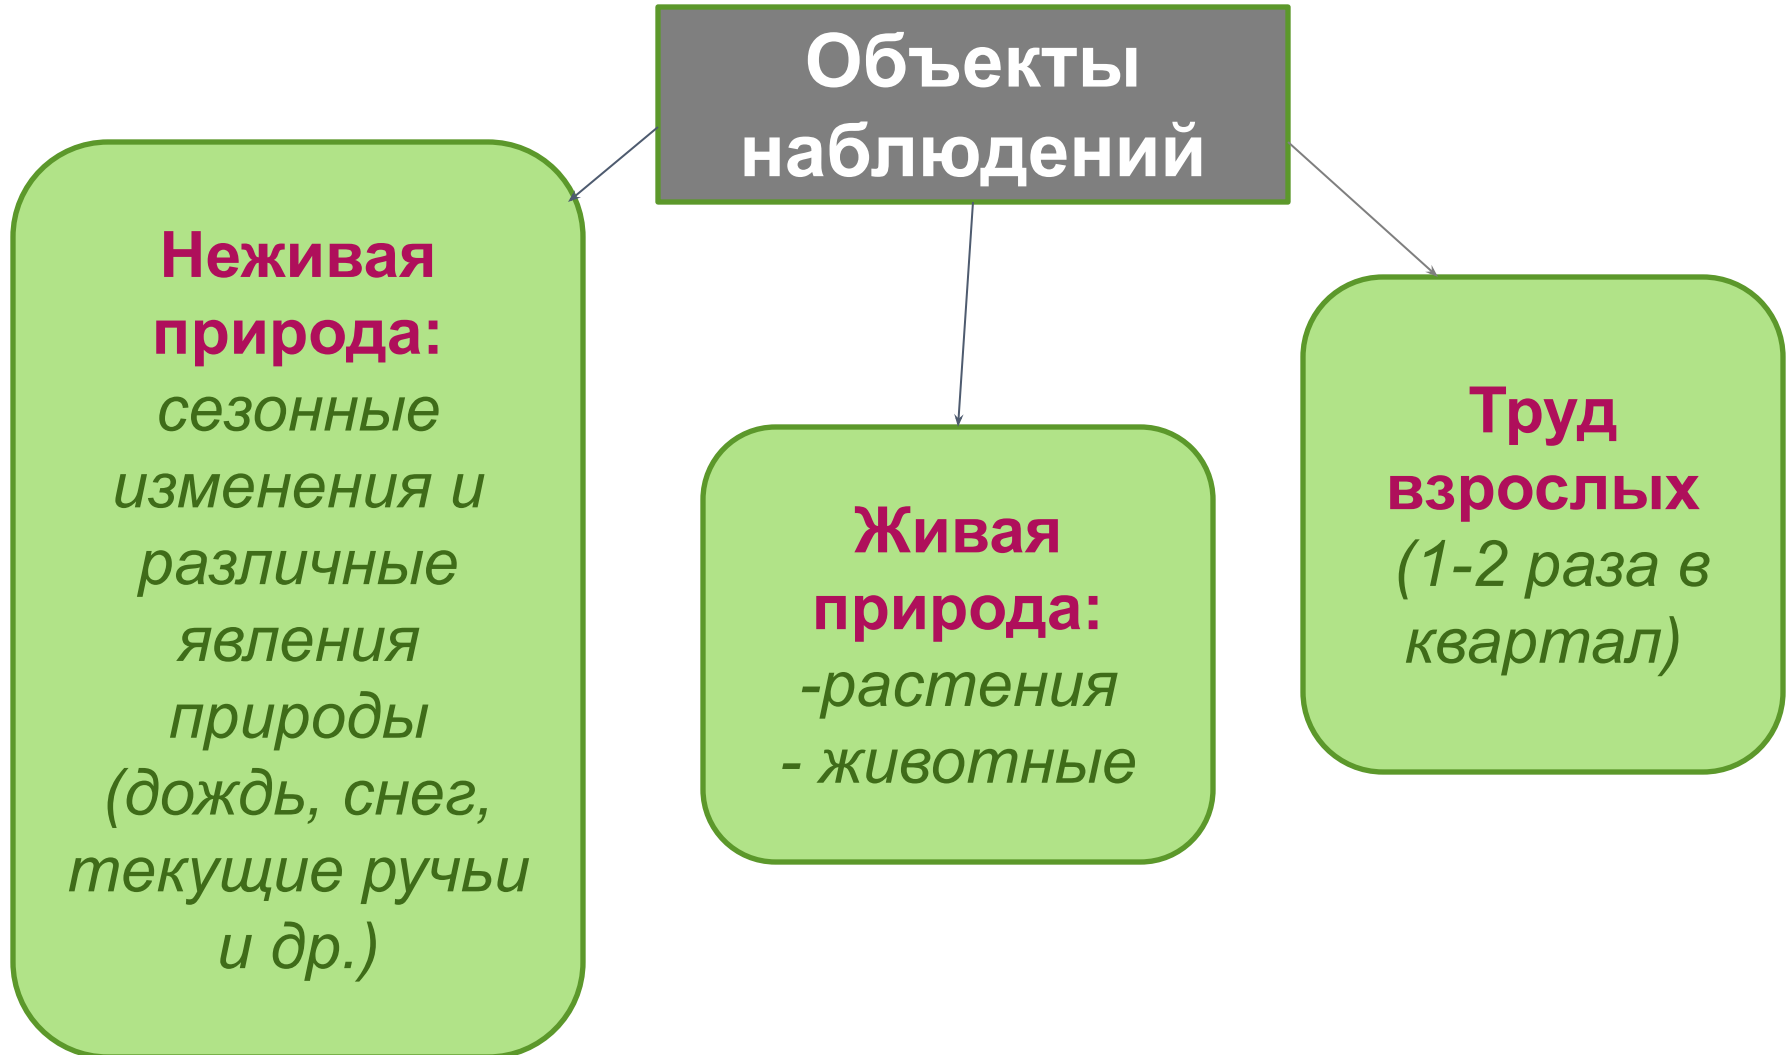 Объекты
наблюдений
Неживая
природа:
сезонные
изменения и
различные
явления
природы
(дождь, снег,
текущие ручьи
и др.)
Живая
природа:
-растения
- животные
Труд
взрослых
(1-2 раза в
квартал)